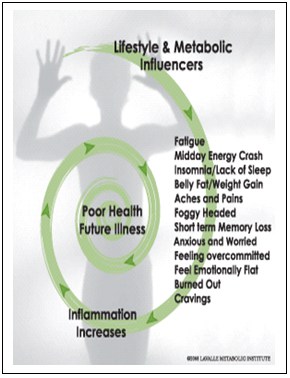 Lifestyle & Metabolic
Influencers
Fatigue
Midday Energy Crash
Insomnia/Lack of Sleep
Belly Fat/Weight Gain
Aches and Pains
Foggy Headed
Short term Memory Loss
Anxious and Worried
Feeling overcommitted
Feel Emotionally Flat
Burned Out
Cravings
Poor Health
Future Illness
Inflammation
Increases
LAVALLE METABOLIC INSTITUTE